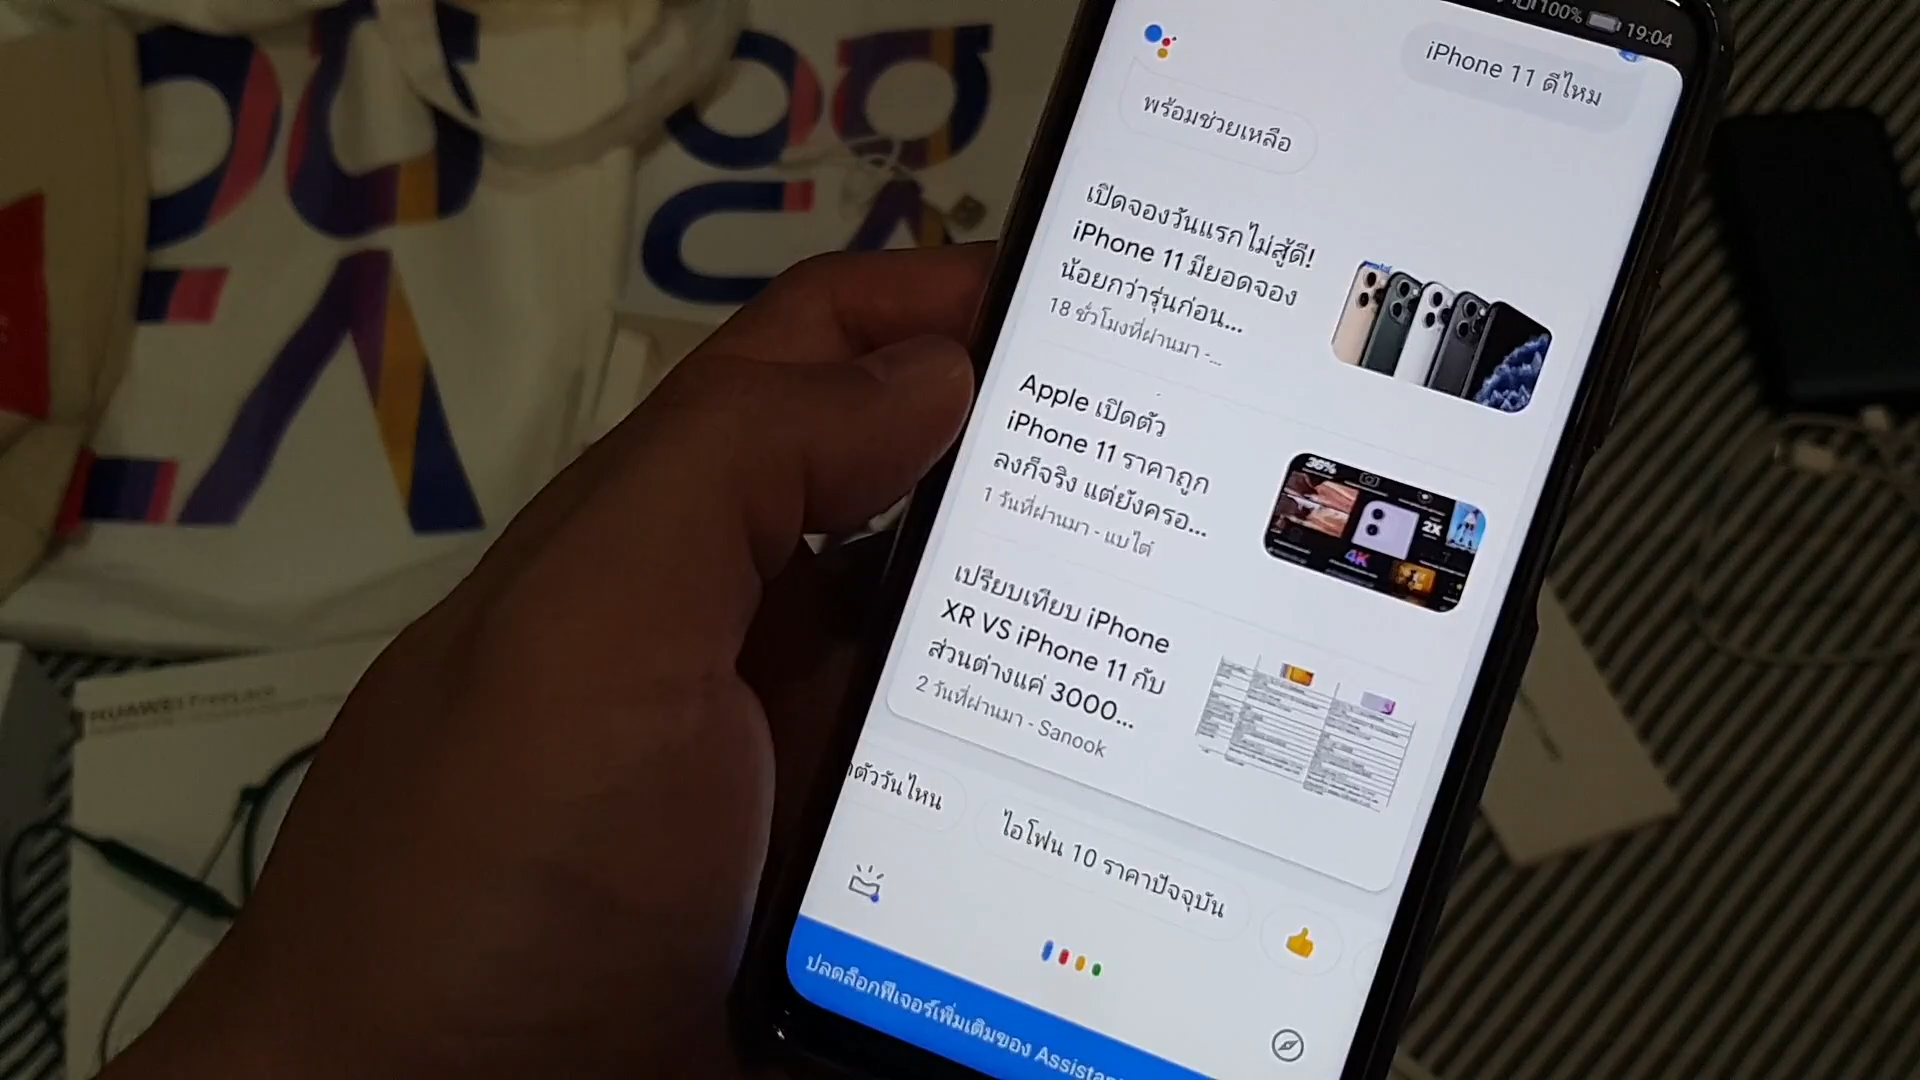 100% 19:04
iPhone 11 ดีไหม
พร้อมช่วยเหลือ
เปิดจองวันแรกไม่สู้ดี!
iPhone 11 มียอดจอง
น้อยกว่ารุ่นก่อน...
18 ชั่วโมงที่ผ่านมา -...
Apple เปิดตัว
iPhone 11 ราคาถูก
ลงก็จริง แต่ยังครอ...
1 วันที่ผ่านมา - แบไต๋
36%
2X
4K
เปรียบเทียบ iPhone
XR VS iPhone 11 กับ
ส่วนต่างแค่ 3000...
2 วันที่ผ่านมา - Sanook
ตัววันไหน
ไอโฟน 10 ราคาปัจจุบัน
ปลดล็อกฟีเจอร์เพิ่มเติมของ Assistan
HUAWEI FreeLace